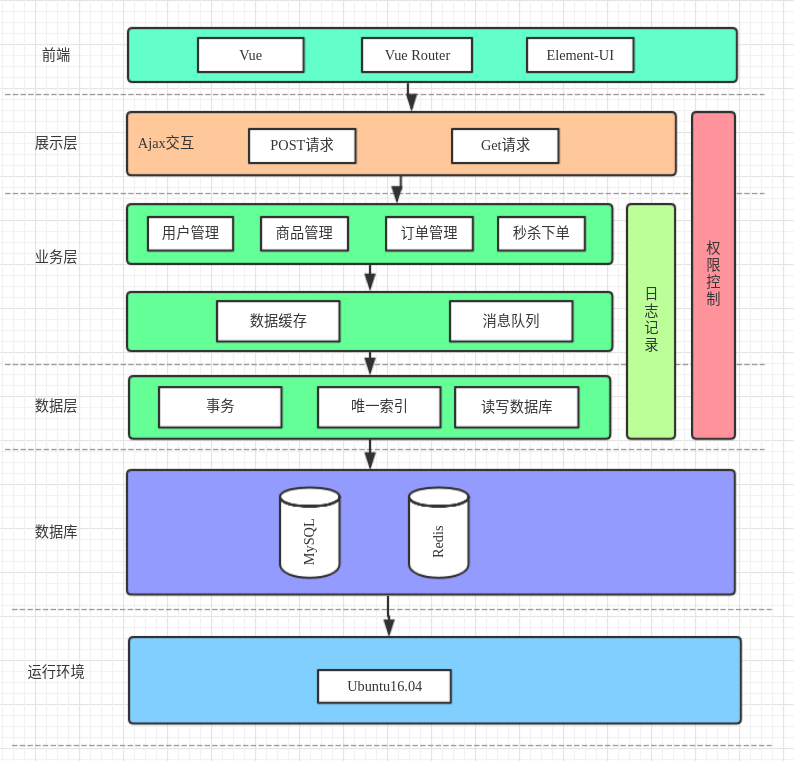 前端
Vue
Vue Router
Element-UI
展示层
Ajax交互
POST请求
Get请求
权限控制
业务层
用户管理
商品管理
订单管理
秒杀下单
日志记录
数据缓存
消息队列
数据层
事务
唯一索引
读写数据库
数据库
MySQL
Redis
运行环境
Ubuntu16.04